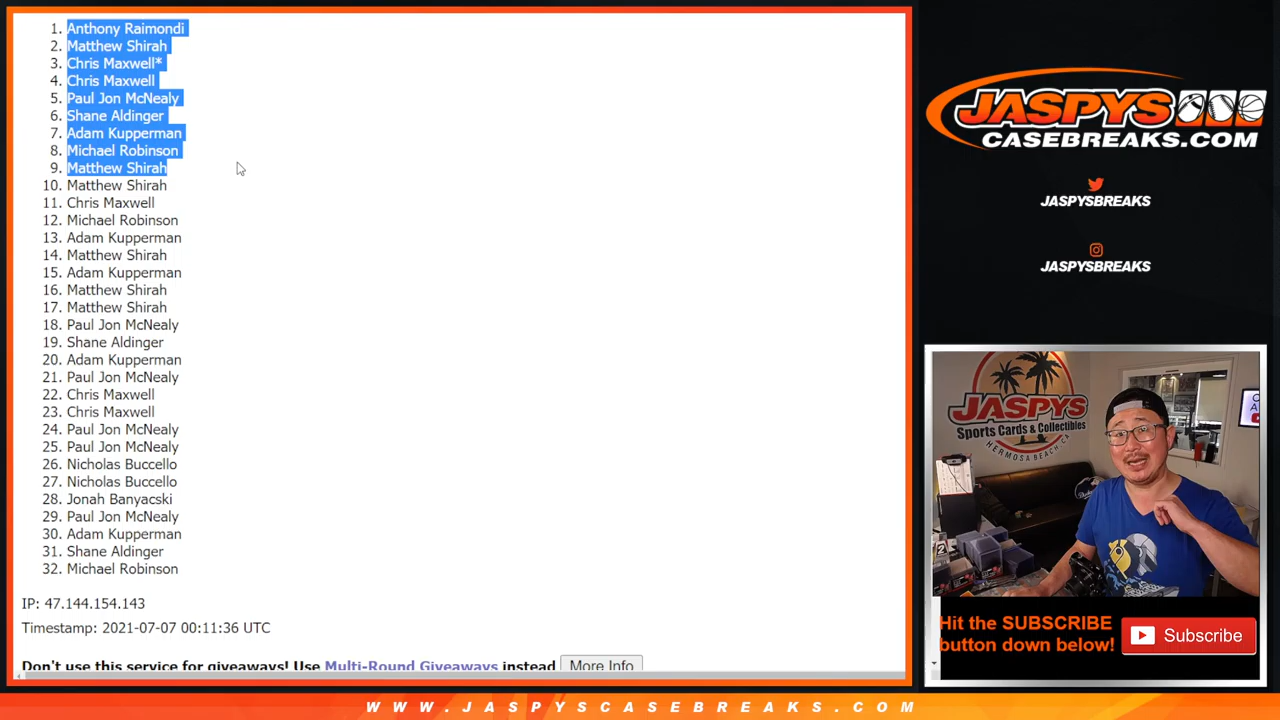 1. Anthony Raimondi
2. Matthew Shirah
3. Chris Maxwell*
4. Chris Maxwell
5. Paul Jon McNealy
6. Shane Aldinger
7. Adam Kupperman
8. Michael Robinson
9. Matthew Shirah
10. Matthew Shirah
11. Chris Maxwell
12. Michael Robinson
13. Adam Kupperman
14. Matthew Shirah
15. Adam Kupperman
16. Matthew Shirah
17. Matthew Shirah
18. Paul Jon McNealy
19. Shane Aldinger
20. Adam Kupperman
21. Paul Jon McNealy
22. Chris Maxwell
23. Chris Maxwell
24. Paul Jon McNealy
25. Paul Jon McNealy
26. Nicholas Buccello
27. Nicholas Buccello
28. Jonah Banyacski
29. Paul Jon McNealy
30. Adam Kupperman
31. Shane Aldinger
32. Michael Robinson
IP: 47.144.154.143
Timestamp: 2021-07-07 00:11:36 UTC
Don't use this service for giveaways! Use Multi-Round Giveaways instead More Info
JASPYS
CASEBREAKS.COM
JASPYSBREAKS
JASPYSBREAKS
JASPYS
Sports Cards & Collectibles
HERMOSA BEACH, CA
Hit the SUBSCRIBE
button down below!
Subscribe
WWW.JASPYSCASEBREAKS.COM